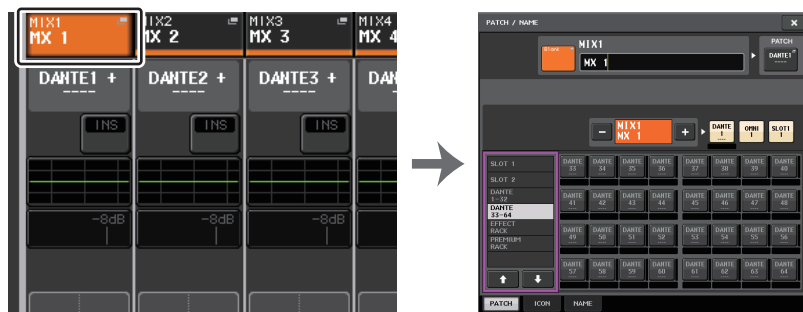 MIX1
MX 1
MIX2
MX 2
MIX3
MX 3
MIX4
MX 4
DANTE1 +
----
DANTE2 +
----
DANTE3 +
----
DAN
INS
INS
INS
-8dB
-8dB
-8dB
PATCH / NAME
×
Blank
MIX1
MX 1
PATCH
DANTE1
----
−
MIX1
MX 1
+
DANTE
1
----
OMNI
1
SLOT1
1
SLOT 1
SLOT 2
DANTE
1-32
DANTE
33-64
EFFECT
RACK
PREMIUM
RACK
DANTE 33 ----
DANTE 34 ----
DANTE 35 ----
DANTE 36 ----
DANTE 37 ----
DANTE 38 ----
DANTE 39 ----
DANTE 40 ----
DANTE 41 ----
DANTE 42 ----
DANTE 43 ----
DANTE 44 ----
DANTE 45 ----
DANTE 46 ----
DANTE 47 ----
DANTE 48 ----
DANTE 49 ----
DANTE 50 ----
DANTE 51 ----
DANTE 52 ----
DANTE 53 ----
DANTE 54 ----
DANTE 55 ----
DANTE 56 ----
DANTE 57 ----
DANTE 58 ----
DANTE 59 ----
DANTE 60 ----
DANTE 61 ----
DANTE 62 ----
DANTE 63 ----
DANTE 64 ----
PATCH
ICON
NAME